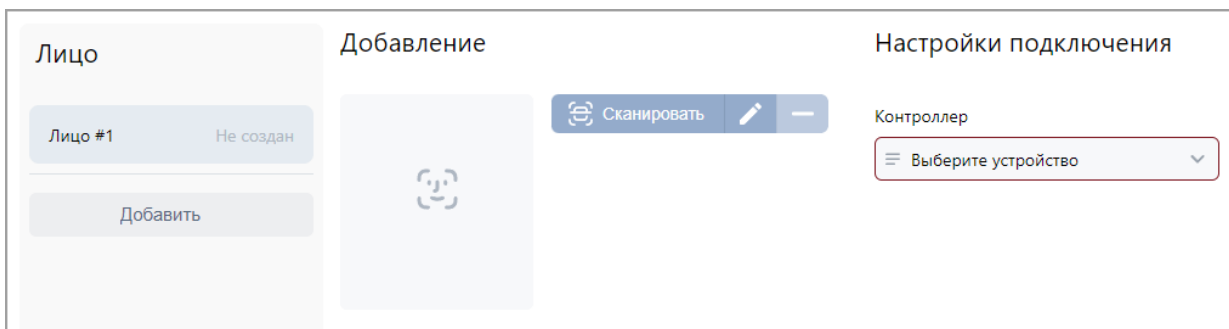 Лицо
Лицо #1 Не создан
Добавить
Добавление
Сканировать
Настройки подключения
Контроллер
Выберите устройство